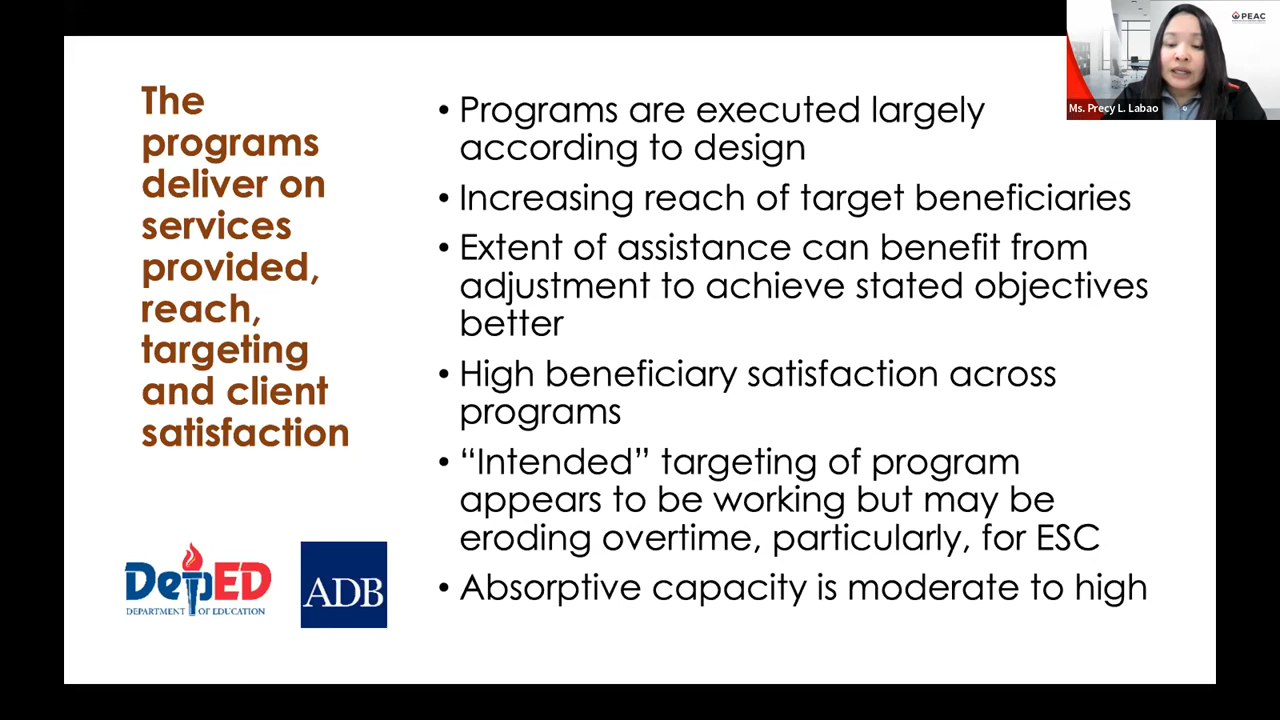 The
programs
deliver on
services
provided,
reach,
targeting
and client
satisfaction
• Programs are executed largely
according to design
• Increasing reach of target beneficiaries
• Extent of assistance can benefit from
adjustment to achieve stated objectives
better
• High beneficiary satisfaction across
programs
• “Intended” targeting of program
appears to be working but may be
eroding overtime, particularly, for ESC
• Absorptive capacity is moderate to high
DepED
DEPARTMENT OF EDUCATION
ADB
PEAC
Ms. Precy L. Labao